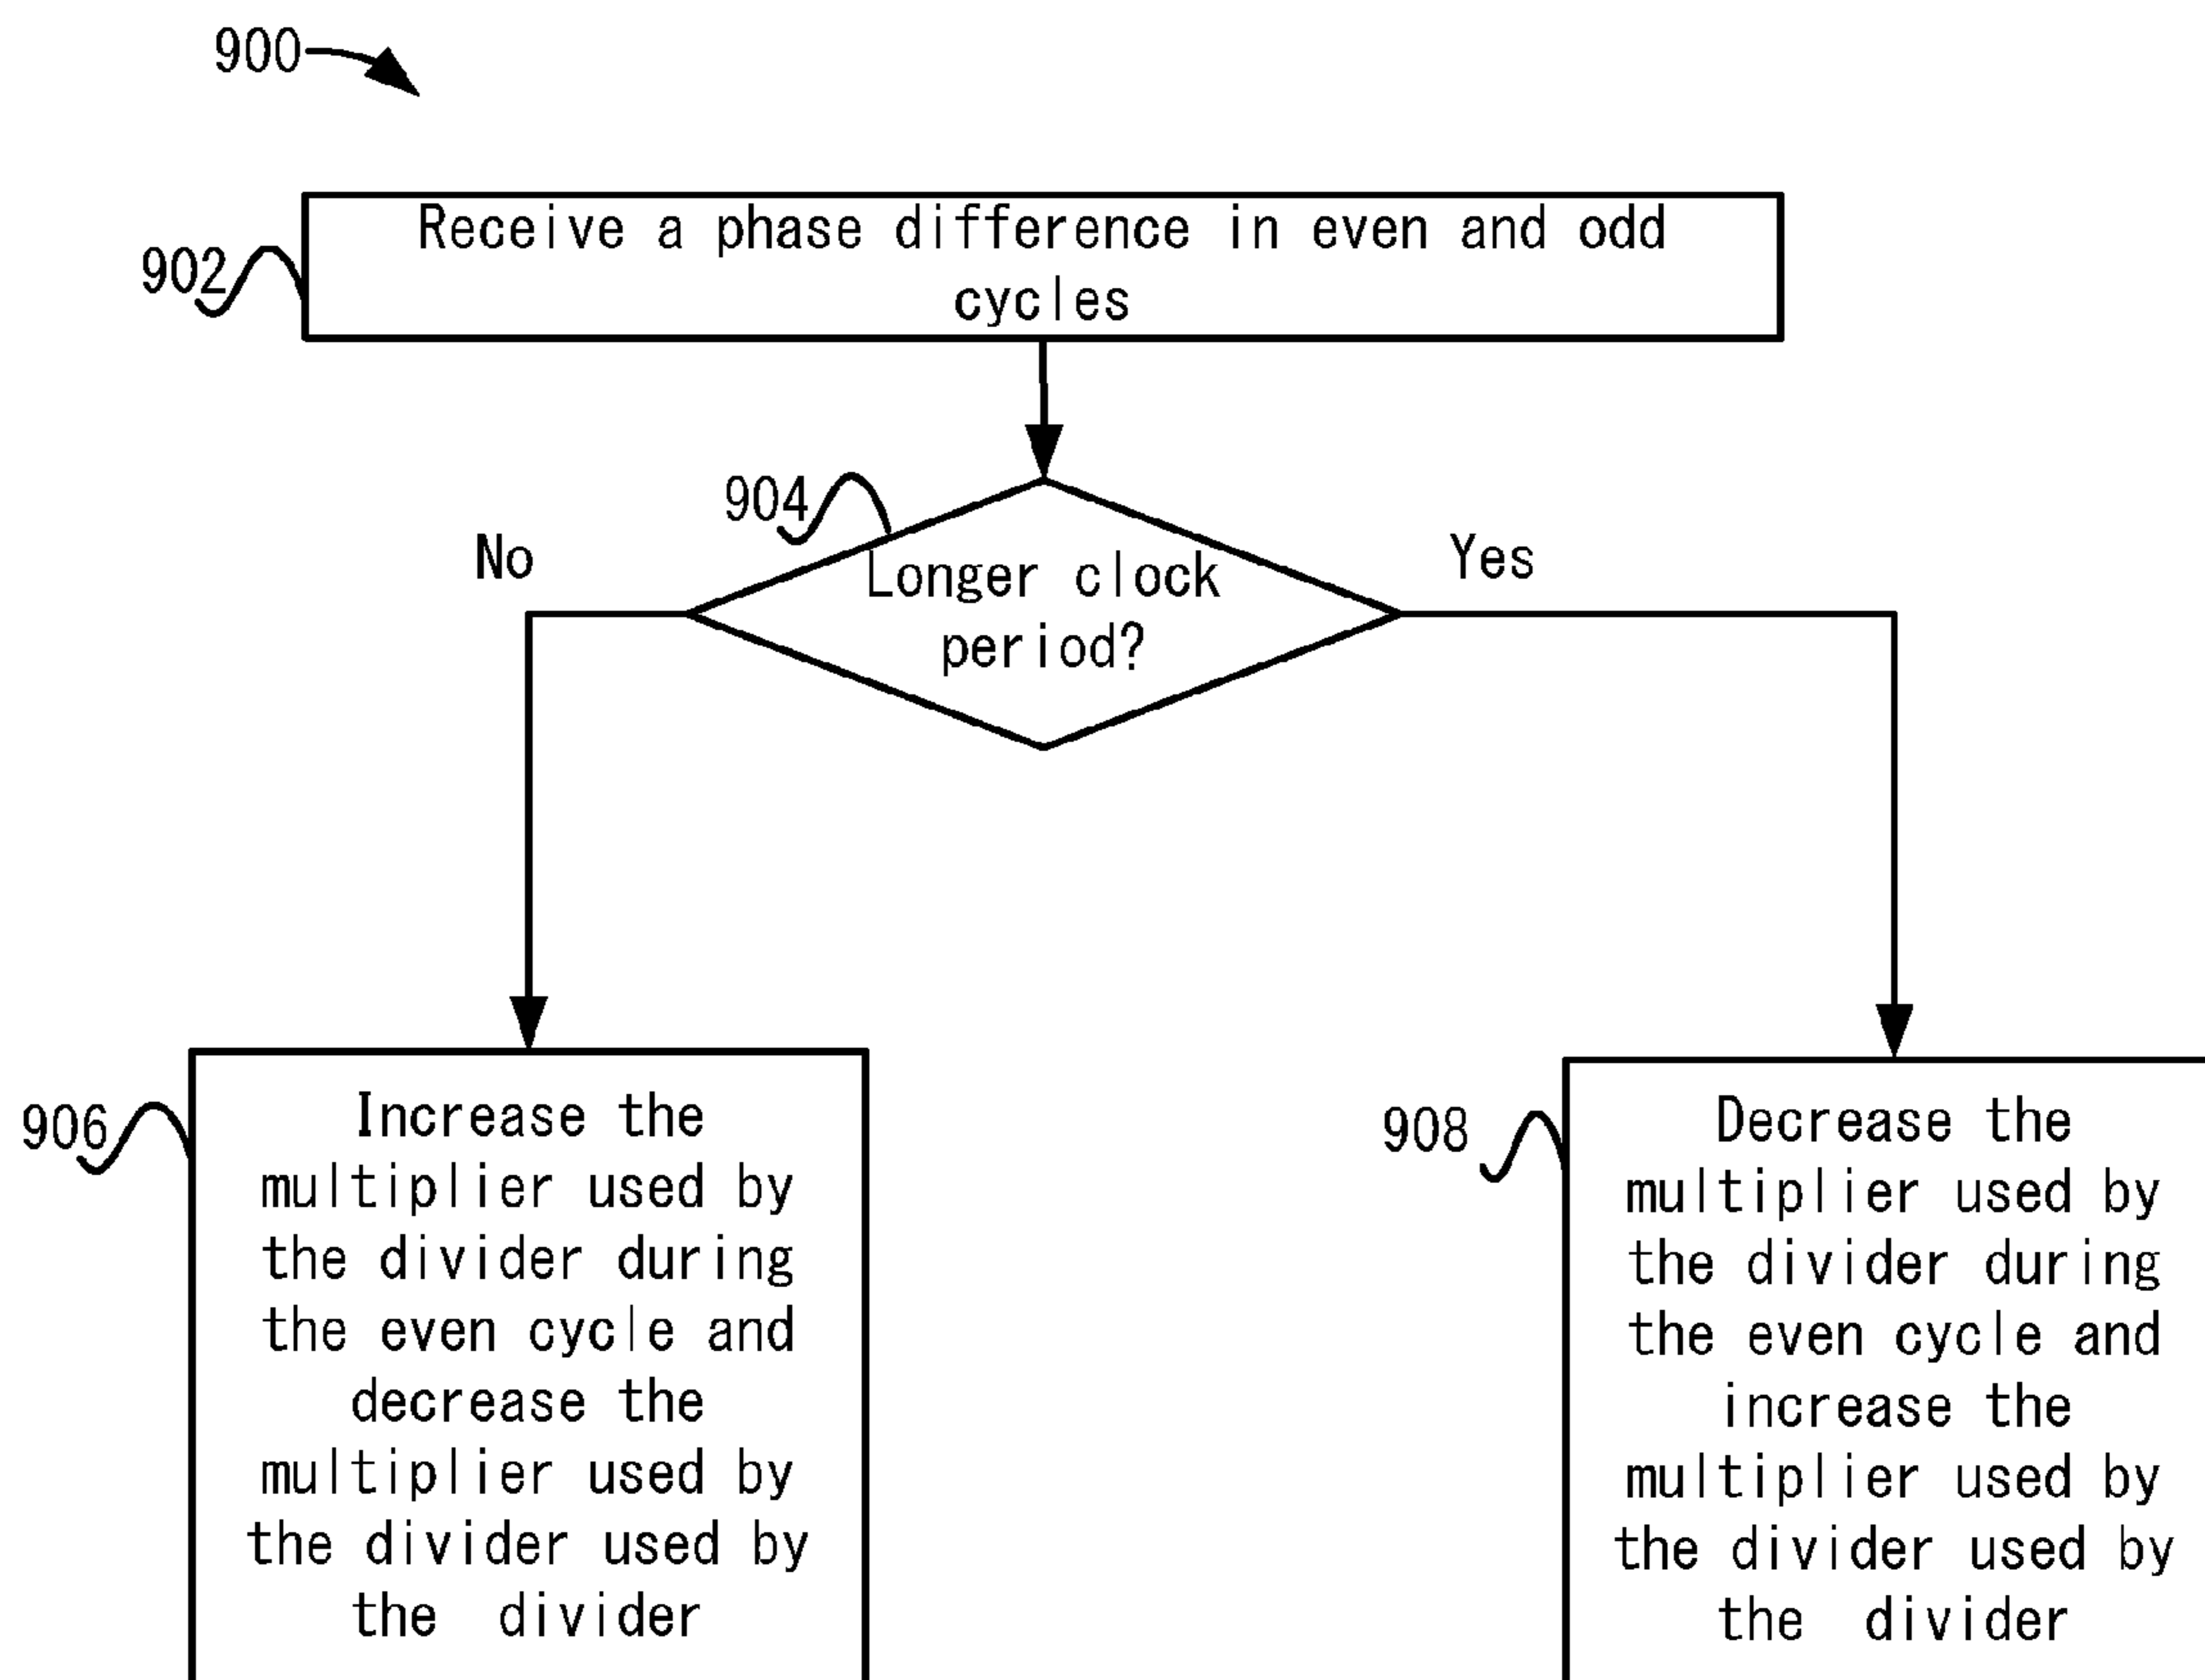 900
Receive a phase difference in even and odd
cycles
902
904
Longer clock
period?
No
Yes
906
Increase the
multiplier used by
the divider during
the even cycle and
decrease the
multiplier used by
the divider used by
the divider
908
Decrease the
multiplier used by
the divider during
the even cycle and
increase the
multiplier used by
the divider used by
the divider